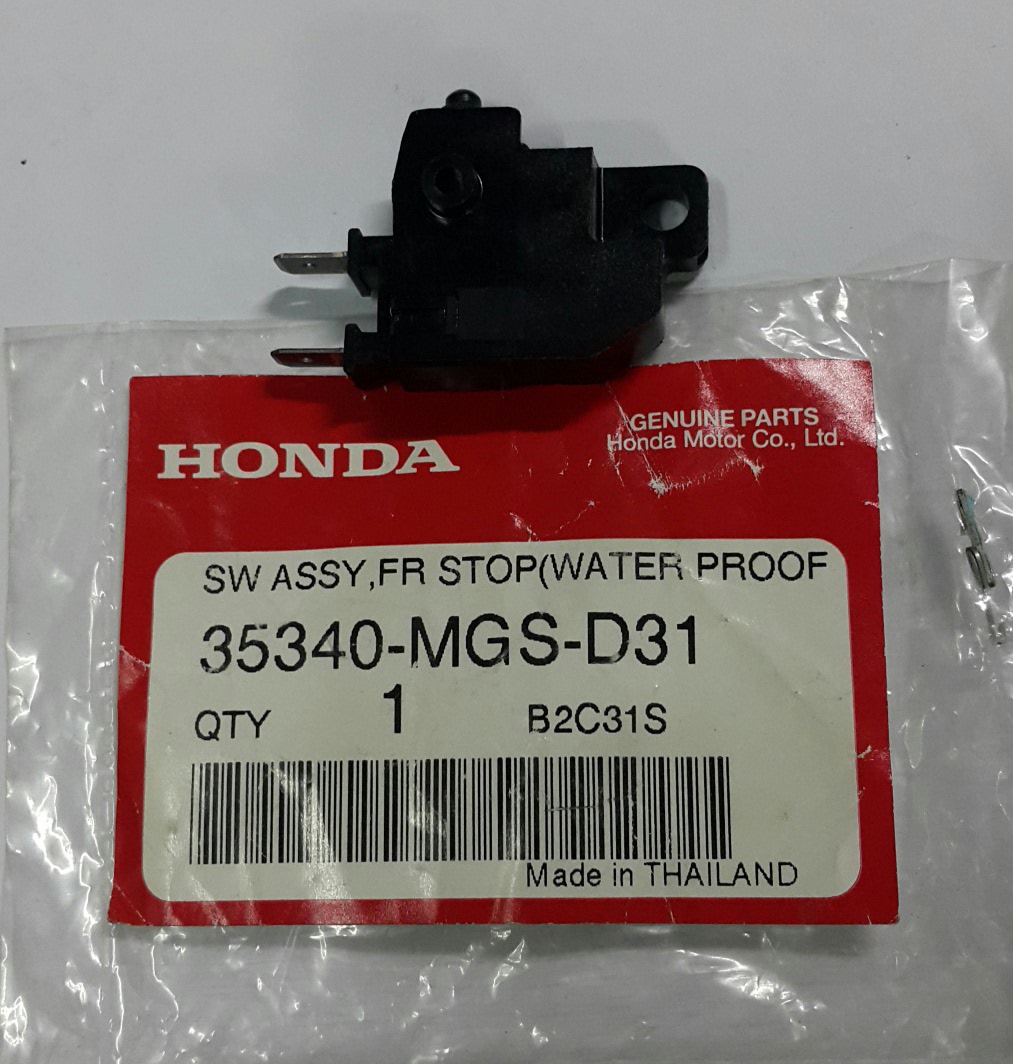 HONDA
GENUINE PARTS
Honda Motor Co., Ltd.
SW ASSY,FR STOP(WATER PROOF
35340-MGS-D31
QTY 1 B2C31S
Made in THAILAND